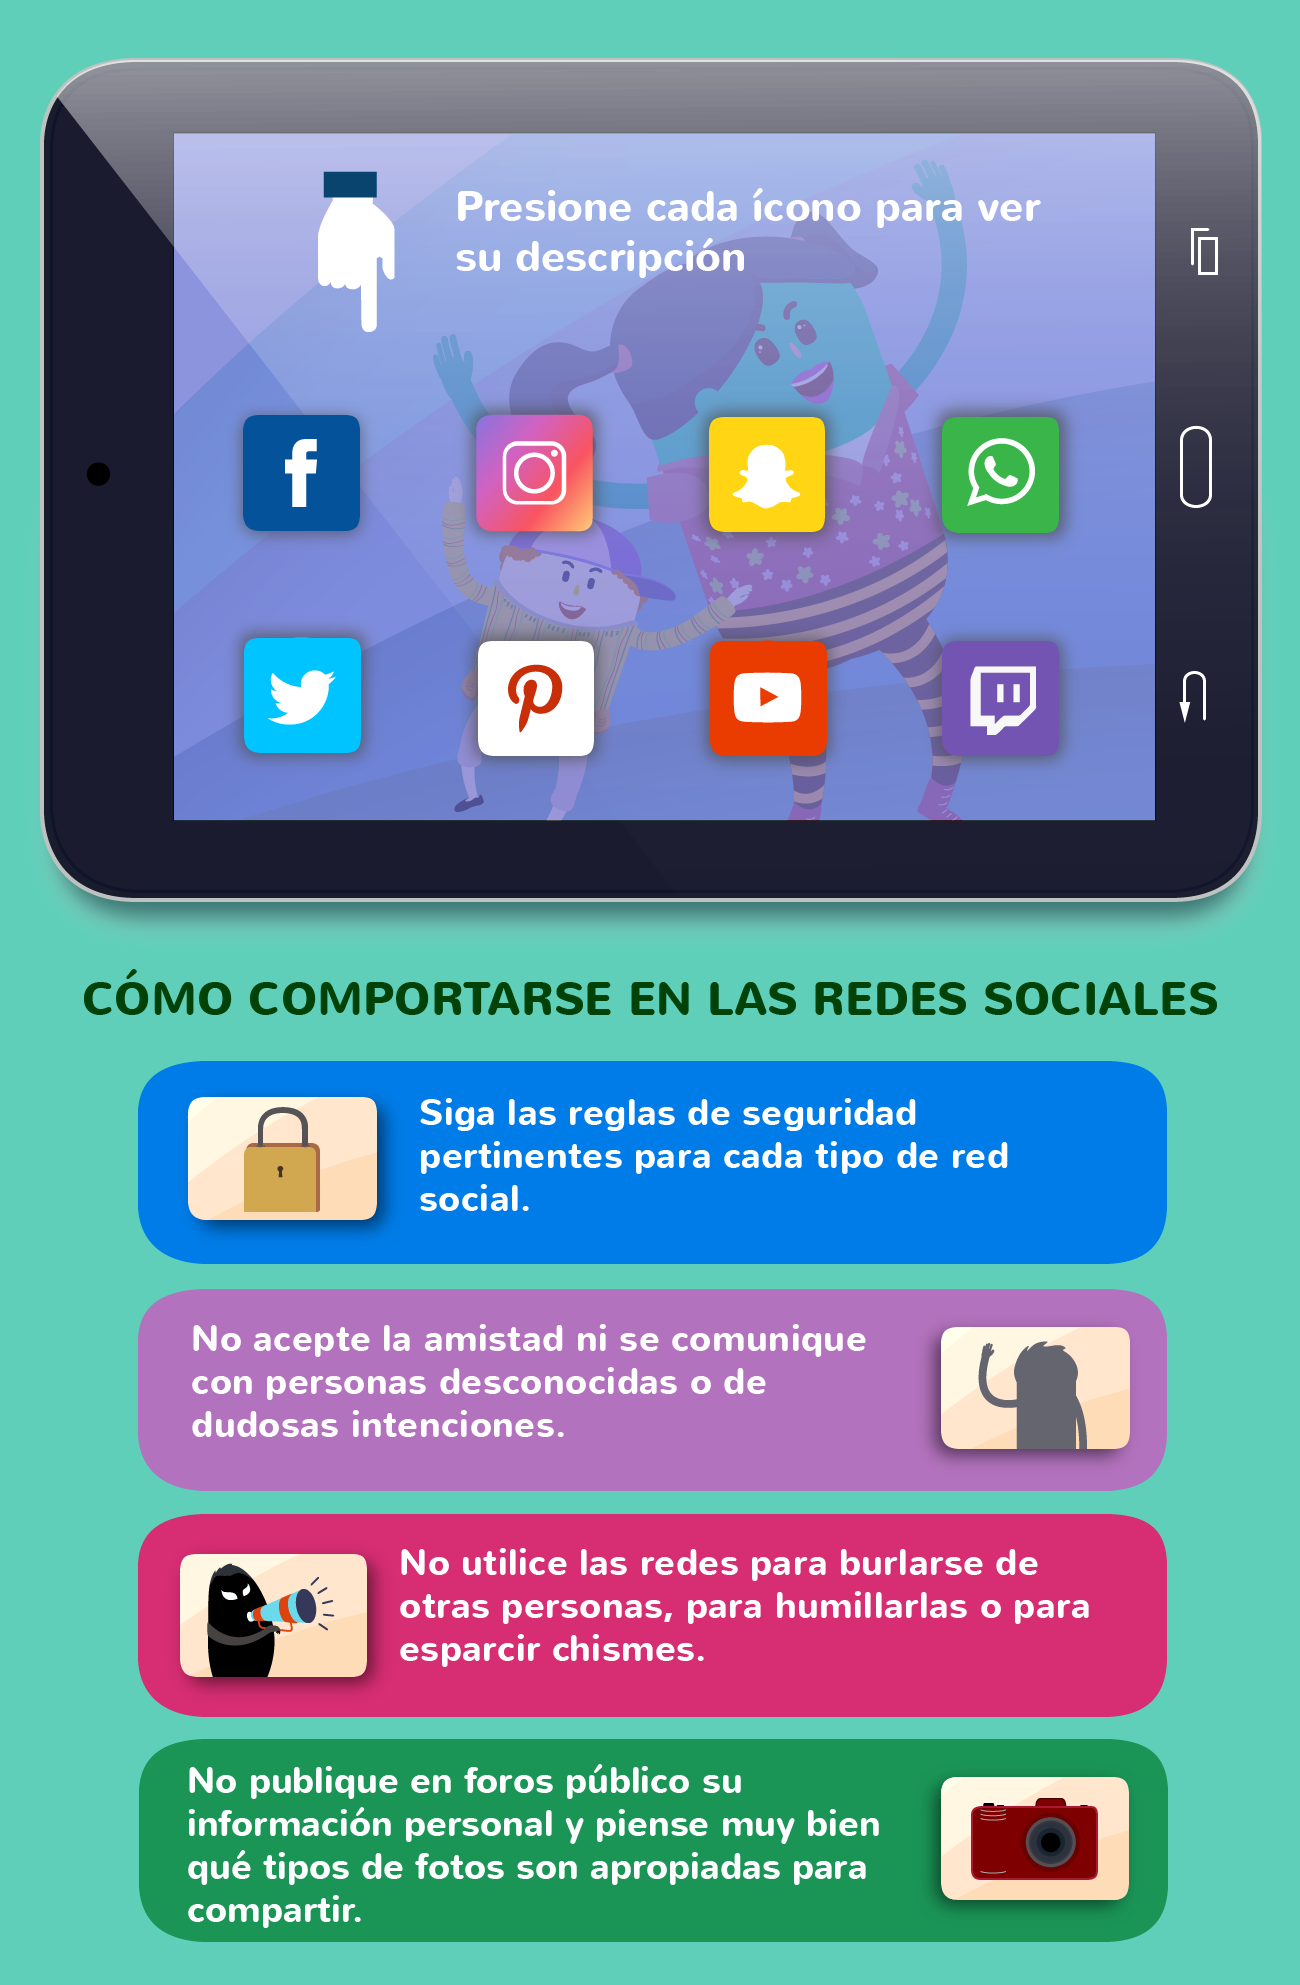 Presione cada ícono para ver
su descripción
CÓMO COMPORTARSE EN LAS REDES SOCIALES
Siga las reglas de seguridad
pertinentes para cada tipo de red
social.
No acepte la amistad ni se comunique
con personas desconocidas o de
dudosas intenciones.
No utilice las redes para burlarse de
otras personas, para humillarlas o para
esparcir chismes.
No publique en foros público su
información personal y piense muy bien
qué tipos de fotos son apropiadas para
compartir.